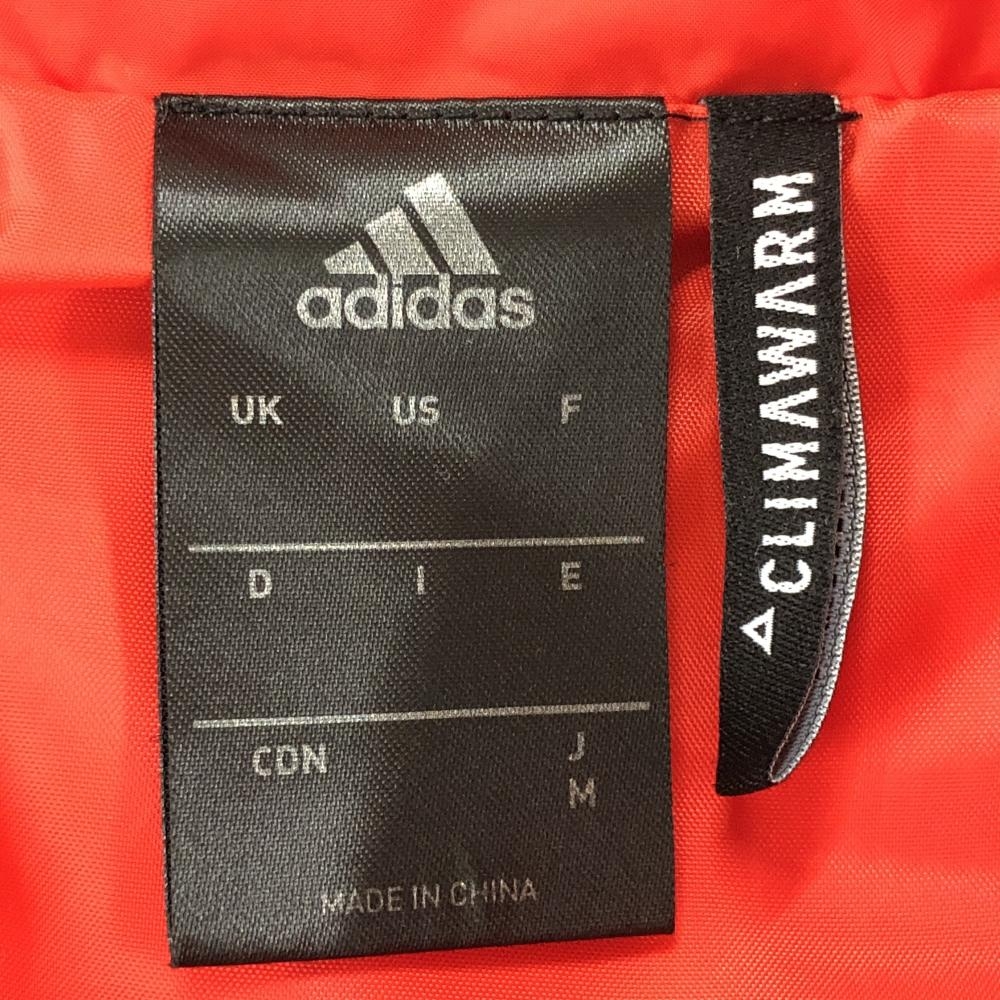 adidas
UK US F
D I E
CDN J
M
MADE IN CHINA
CLIMAWARM